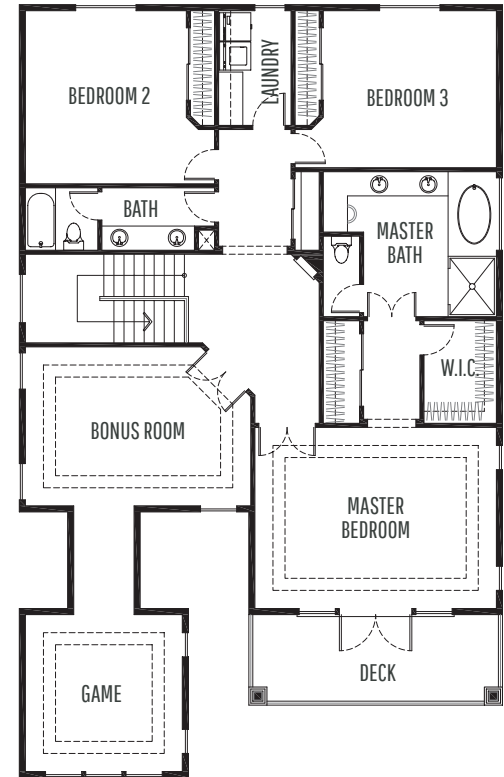 LAUNDRY
BEDROOM 2
BEDROOM 3
BATH
MASTER
BATH
W.I.C.
BONUS ROOM
MASTER
BEDROOM
DECK
GAME